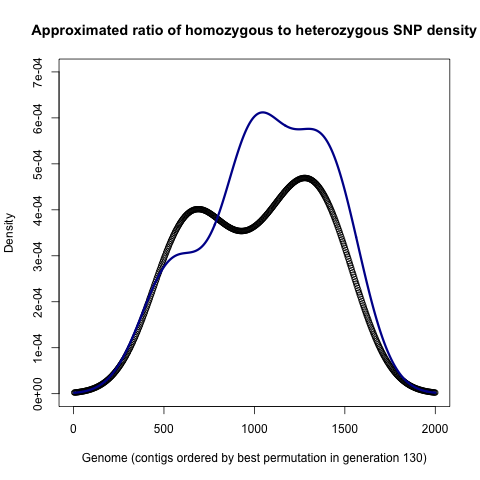 Approximated ratio of homozygous to heterozygous SNP density
7e-04
6e-04
5e-04
4e-04
3e-04
2e-04
1e-04
0e+00
Density
0 500 1000 1500 2000
Genome (contigs ordered by best permutation in generation 130)